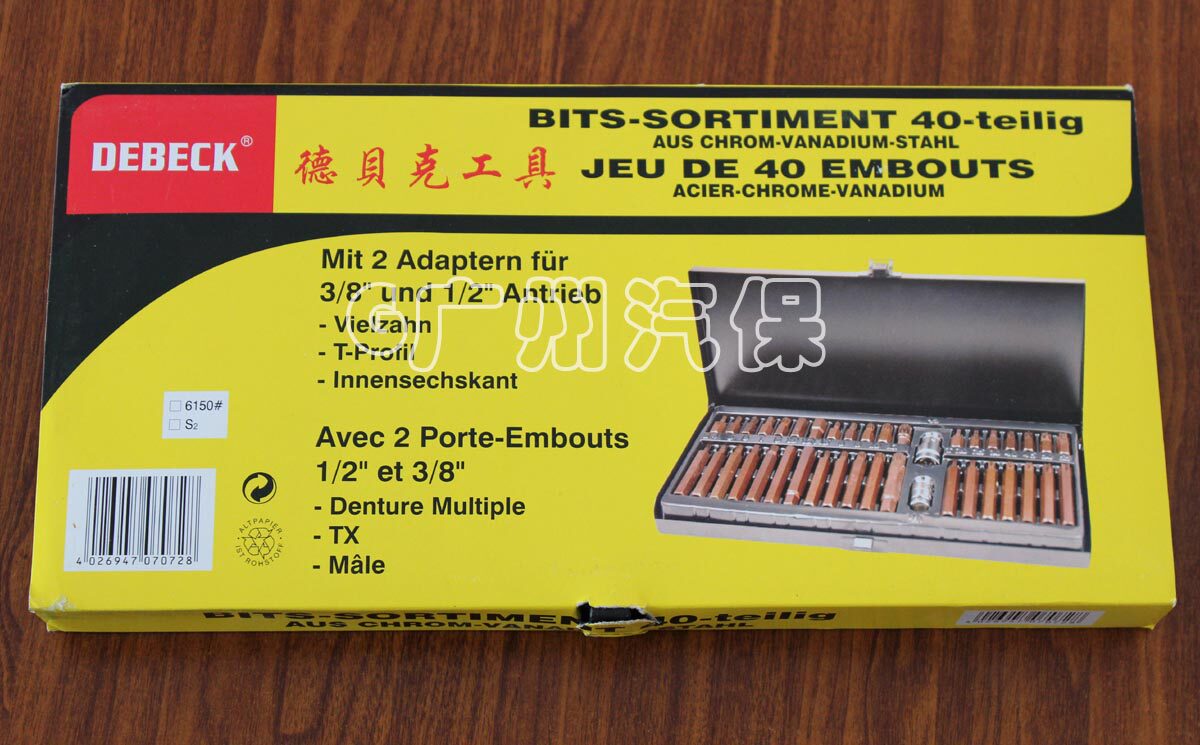 DEBECK®
德贝克工具
BITS-SORTIMENT 40-teilig
AUS CHROM-VANADIUM-STAHL
JEU DE 40 EMBOUTS
ACIER-CHROME-VANADIUM
Mit 2 Adaptern für
3/8" und 1/2" Antrieb
- Vielzahn
- T-Profil
- Innensechskant
G广州汽保
6150#
S2
Avec 2 Porte-Embouts
1/2" et 3/8"
- Denture Multiple
- TX
- Mâle
4 026947 070728
ALTPAPIER
IST ROHSTOFF
BITS-SORTIMENT 40-teilig
AUS CHROM-VANA STAHL